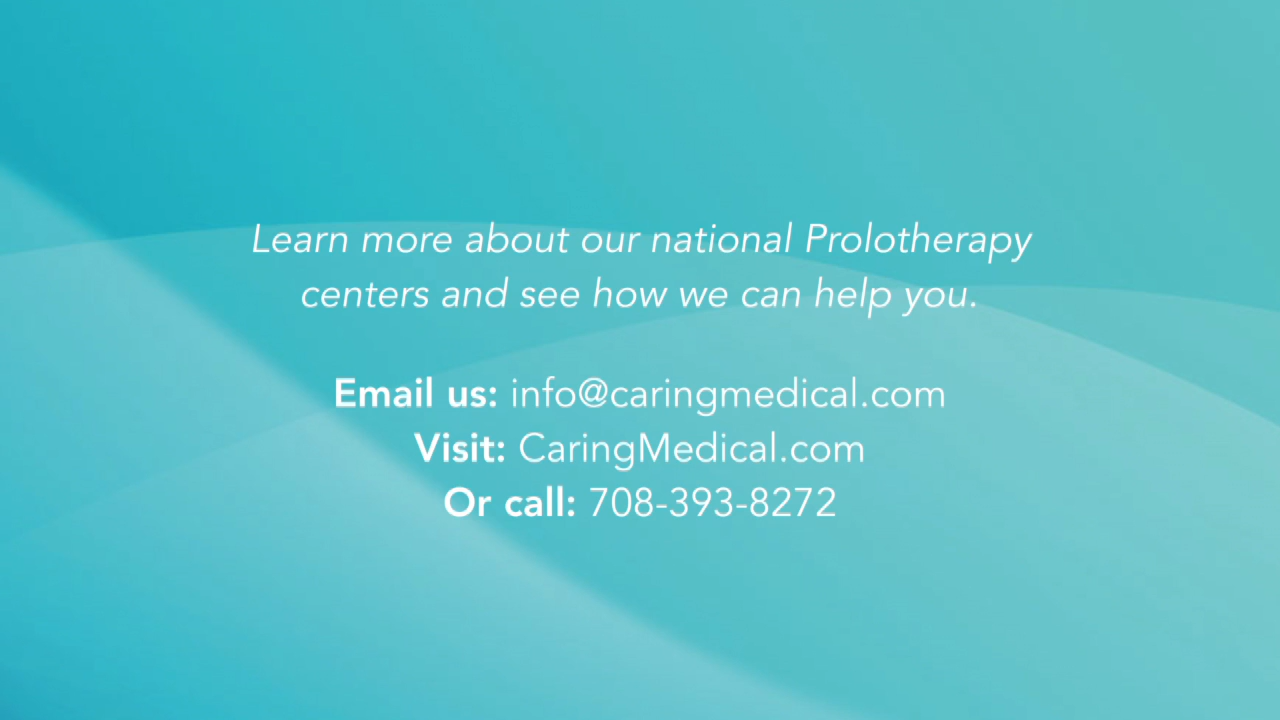 Learn more about our national Prolotherapy
centers and see how we can help you.
Email us: info@caringmedical.com
Visit: CaringMedical.com
Or call: 708-393-8272